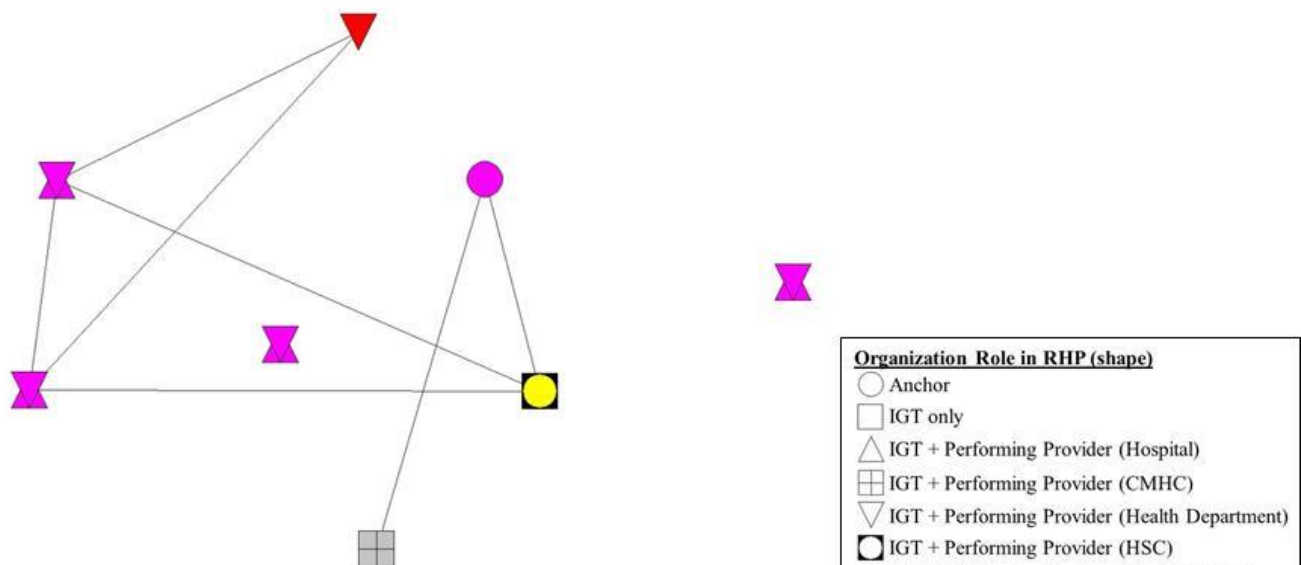 Organization Role in RHP (shape)
Anchor
IGT only
IGT + Performing Provider (Hospital)
IGT + Performing Provider (CMHC)
IGT + Performing Provider (Health Department)
IGT + Performing Provider (HSC)